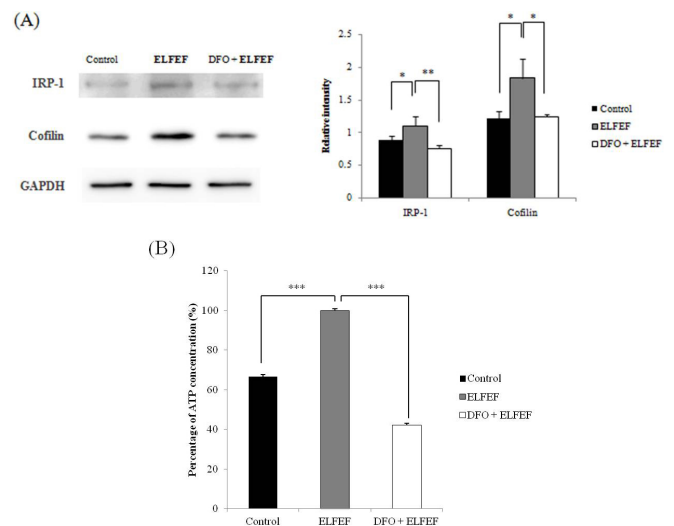 (A)
Control ELFEF DFO + ELFEF
IRP-1
Cofilin
GAPDH
Relative intensity
2.5
2
1.5
1
0.5
0
* ** * *
IRP-1 Cofilin
Control
ELFEF
DFO + ELFEF
(B)
Percentage of ATP concentration (%)
120
100
80
60
40
20
0
*** ***
Control ELFEF DFO + ELFEF
Control
ELFEF
DFO + ELFEF